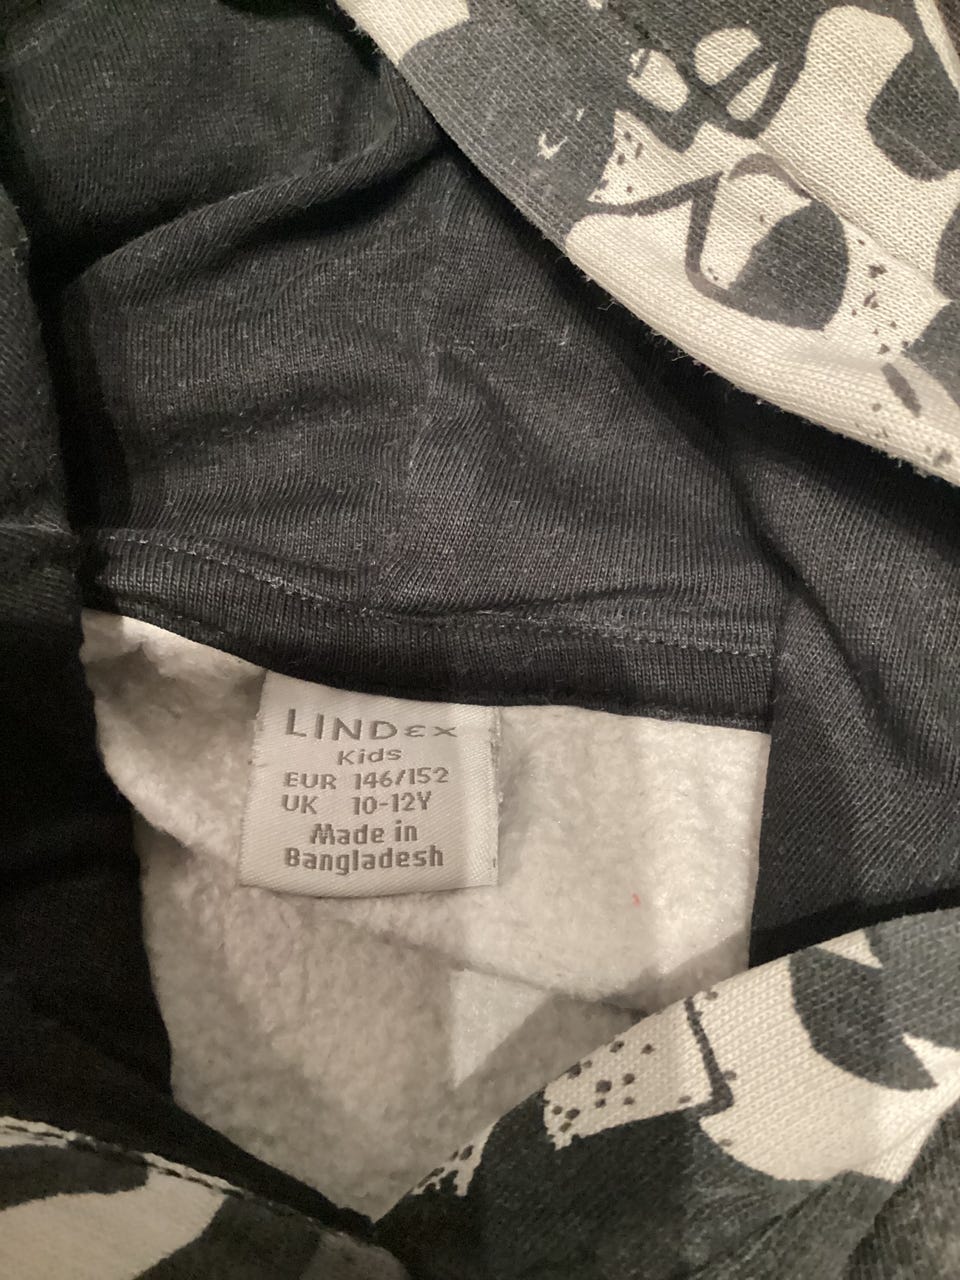 LINDEX
Kids
EUR 146/152
UK 10-12Y
Made in
Bangladesh